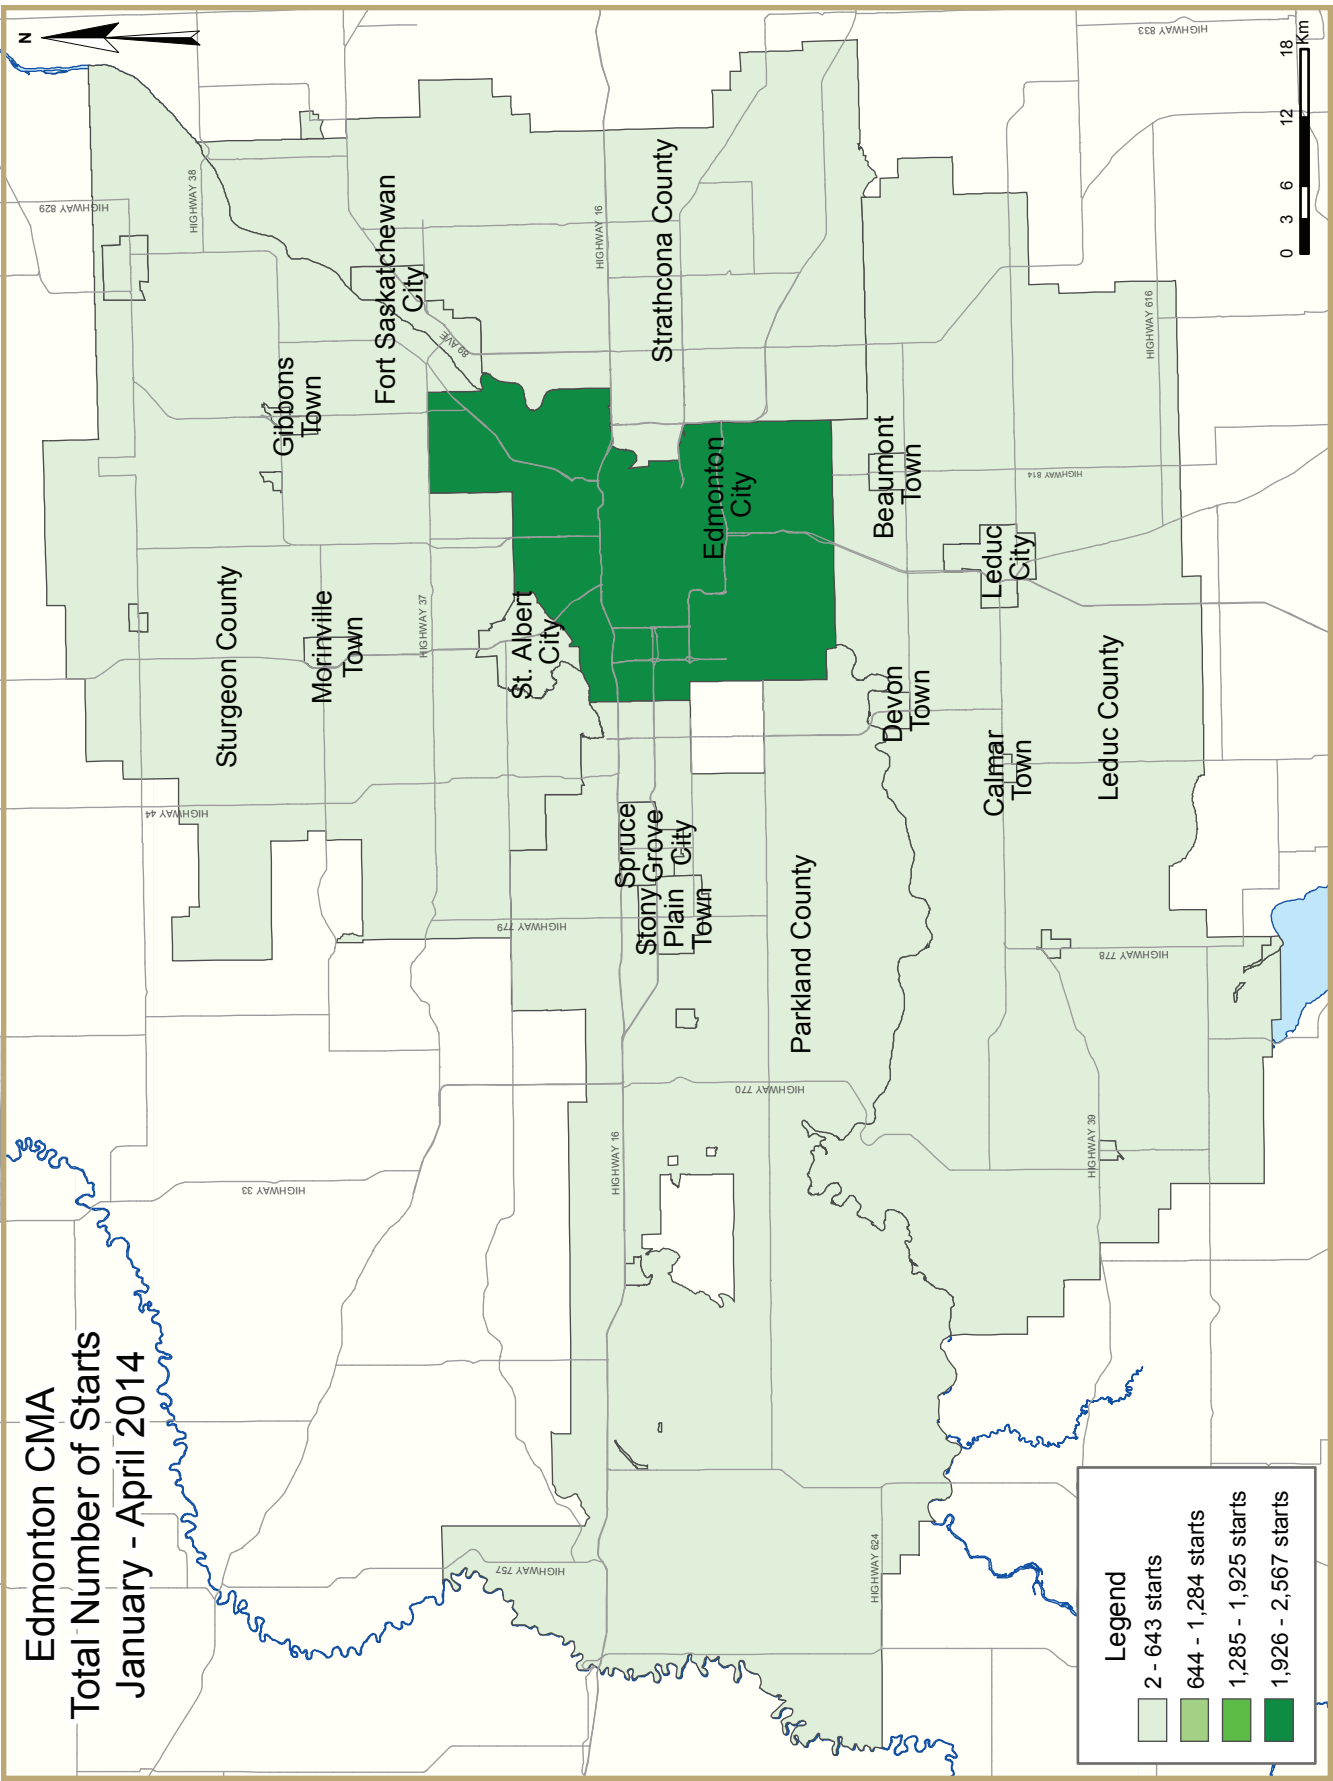 Edmonton CMA
Total Number of Starts
January - April 2014
N
HIGHWAY 829
HIGHWAY 38
HIGHWAY 833
Gibbons
Town
Fort Saskatchewan
City
89 AVE
HIGHWAY 16
Strathcona County
Sturgeon County
Morinville
Town
HIGHWAY 37
St. Albert
City
HIGHWAY 44
Edmonton
City
Beaumont
Town
HIGHWAY 814
HIGHWAY 616
Leduc
City
Devon
Town
Calmar
Town
Leduc County
Spruce
Grove
City
Stony
Plain
Town
HIGHWAY 779
Parkland County
HIGHWAY 778
HIGHWAY 770
HIGHWAY 16
HIGHWAY 39
HIGHWAY 33
HIGHWAY 757
HIGHWAY 624
0 3 6 12 18
Km
Legend
2 - 643 starts
644 - 1,284 starts
1,285 - 1,925 starts
1,926 - 2,567 starts